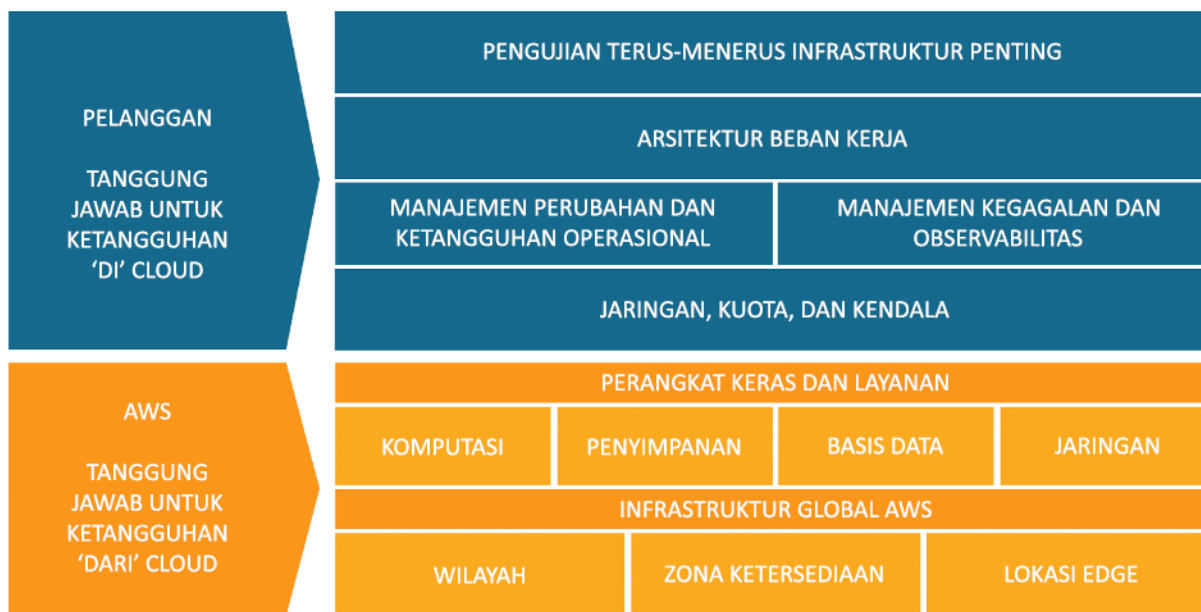 PELANGGAN
TANGGUNG
JAWAB UNTUK
KETANGGUHAN
‘DI’ CLOUD
PENGUJIAN TERUS-MENERUS INFRASTRUKTUR PENTING
ARSITEKTUR BEBAN KERJA
MANAJEMEN PERUBAHAN DAN
KETANGGUHAN OPERASIONAL
MANAJEMEN KEGAGALAN DAN
OBSERVABILITAS
JARINGAN, KUOTA, DAN KENDALA
AWS
TANGGUNG
JAWAB UNTUK
KETANGGUHAN
‘DARI’ CLOUD
PERANGKAT KERAS DAN LAYANAN
KOMPUTASI
PENYIMPANAN
BASIS DATA
JARINGAN
INFRASTRUKTUR GLOBAL AWS
WILAYAH
ZONA KETERSEDIAAN
LOKASI EDGE